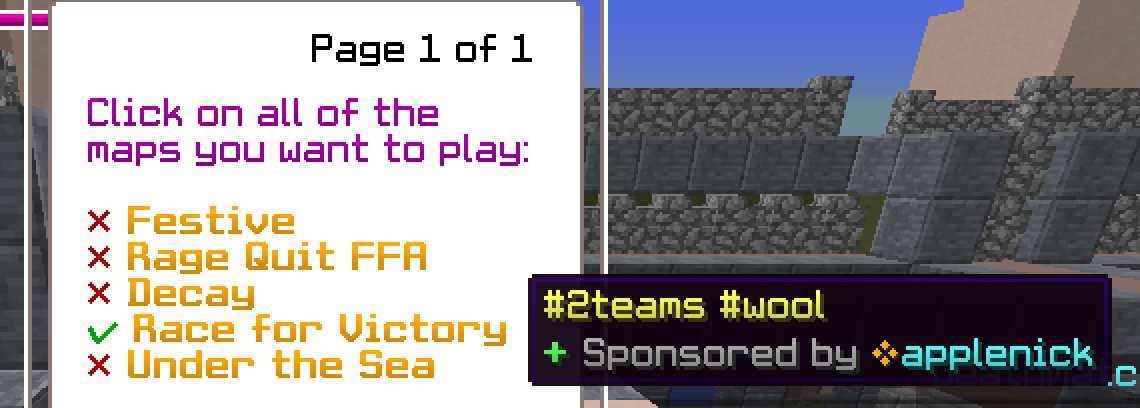 Page 1 of 1
Click on all of the
maps you want to play:
✕ Festive
✕ Rage Quit FFA
✕ Decay
✓ Race for Victory
✕ Under the Sea
#2teams #wool
+ Sponsored by ❖applenick
.c